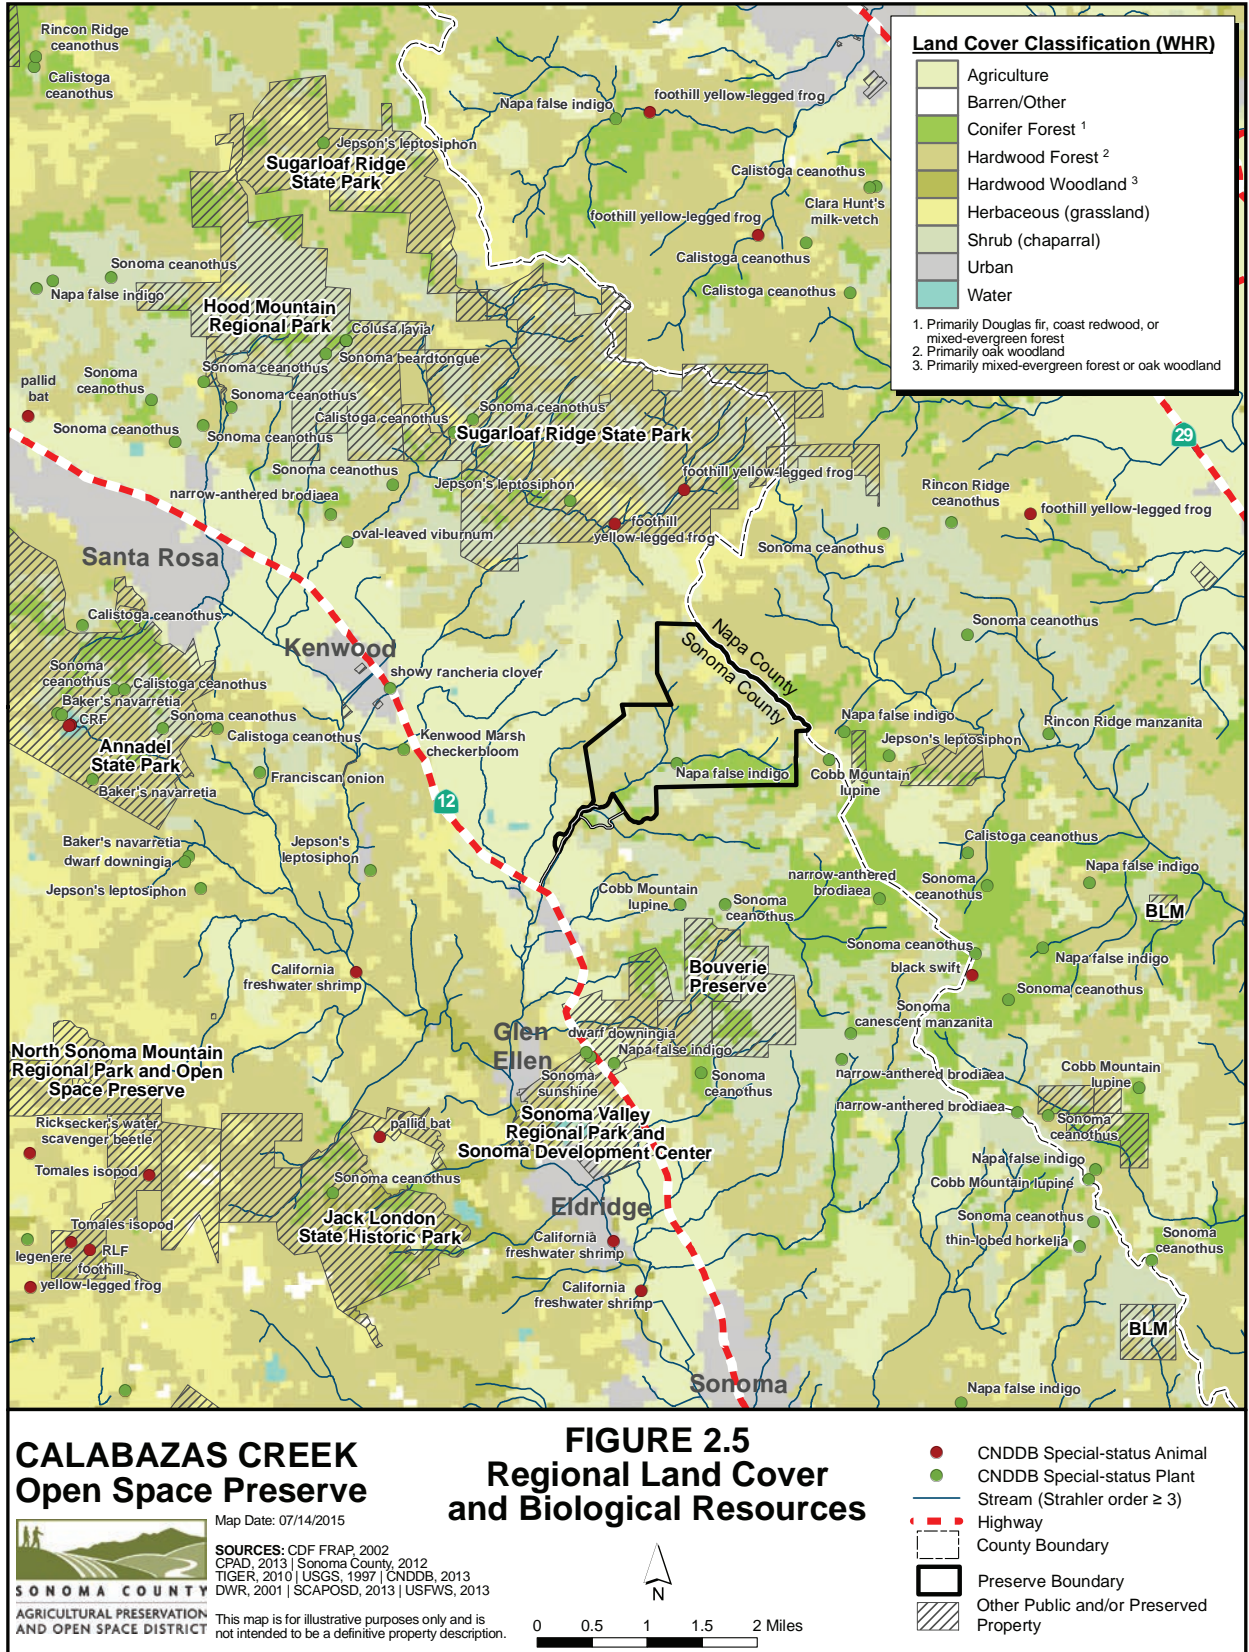 Rincon Ridge
ceanothus
Calistoga
ceanothus
Napa false indigo
foothill yellow-legged frog
Jepson's leptosiphon
Sugarloaf Ridge
State Park
Calistoga ceanothus
Clara Hunt's
milk-vetch
foothill yellow-legged frog
Calistoga ceanothus
Calistoga ceanothus
Sonoma ceanothus
Napa false indigo
Hood Mountain
Regional Park
Colusa layia
Sonoma beardtongue
Sonoma ceanothus
pallid
bat
Sonoma
ceanothus
Sonoma ceanothus
Calistoga ceanothus
Sonoma ceanothus
Sonoma ceanothus
Sonoma ceanothus
Sugarloaf Ridge State Park
Sonoma ceanothus
Jepson's leptosiphon
foothill yellow-legged frog
narrow-anthered brodiaea
oval-leaved viburnum
foothill
yellow-legged frog
Sonoma ceanothus
Rincon Ridge
ceanothus
foothill yellow-legged frog
29
Santa Rosa
Calistoga ceanothus
Kenwood
showy rancheria clover
Napa County
Sonoma County
Sonoma ceanothus
Sonoma
ceanothus
Calistoga ceanothus
Baker's navarretia
CRF
Sonoma ceanothus
Calistoga ceanothus
Annadel
State Park
Kenwood Marsh
checkerbloom
Franciscan onion
Baker's navarretia
12
Napa false indigo
Napa false indigo
Jepson's leptosiphon
Rincon Ridge manzanita
Cobb Mountain
lupine
Baker's navarretia
dwarf downingia
Jepson's
leptosiphon
Jepson's leptosiphon
Calistoga ceanothus
Napa false indigo
narrow-anthered
brodiaea
Sonoma
ceanothus
Cobb Mountain
lupine
Sonoma
ceanothus
BLM
Sonoma ceanothus
black swift
Napa false indigo
Sonoma ceanothus
California
freshwater shrimp
Bouverie
Preserve
Sonoma
canescent manzanita
Glen
Ellen
dwarf downingia
Napa false indigo
Sonoma
sunshine
Sonoma
ceanothus
narrow-anthered brodiaea
Cobb Mountain
lupine
narrow-anthered brodiaea
Sonoma
ceanothus
North Sonoma Mountain
Regional Park and Open
Space Preserve
Ricksecker's water
scavenger beetle
Tomales isopod
pallid bat
Sonoma Valley
Regional Park and
Sonoma Development Center
Napa false indigo
Cobb Mountain lupine
Sonoma ceanothus
Jack London
State Historic Park
Eldridge
Sonoma ceanothus
thin-lobed horkelia
Sonoma
ceanothus
Tomales isopod
legenere
RLF
foothill
yellow-legged frog
California
freshwater shrimp
California
freshwater shrimp
BLM
Sonoma
Napa false indigo
Land Cover Classification (WHR)
Agriculture
Barren/Other
Conifer Forest 1
Hardwood Forest 2
Hardwood Woodland 3
Herbaceous (grassland)
Shrub (chaparral)
Urban
Water
1. Primarily Douglas fir, coast redwood, or
mixed-evergreen forest
2. Primarily oak woodland
3. Primarily mixed-evergreen forest or oak woodland
CALABAZAS CREEK
Open Space Preserve
Map Date: 07/14/2015
SOURCES: CDF FRAP, 2002
CPAD, 2013 | Sonoma County, 2012
TIGER, 2010 | USGS, 1997 | CNDDB, 2013
DWR, 2001 | SCAPOSD, 2013 | USFWS, 2013
This map is for illustrative purposes only and is
not intended to be a definitive property description.
SONOMA COUNTY
AGRICULTURAL PRESERVATION
AND OPEN SPACE DISTRICT
FIGURE 2.5
Regional Land Cover
and Biological Resources
N
0 0.5 1 1.5 2 Miles
CNDDB Special-status Animal
CNDDB Special-status Plant
Stream (Strahler order ≥ 3)
Highway
County Boundary
Preserve Boundary
Other Public and/or Preserved
Property